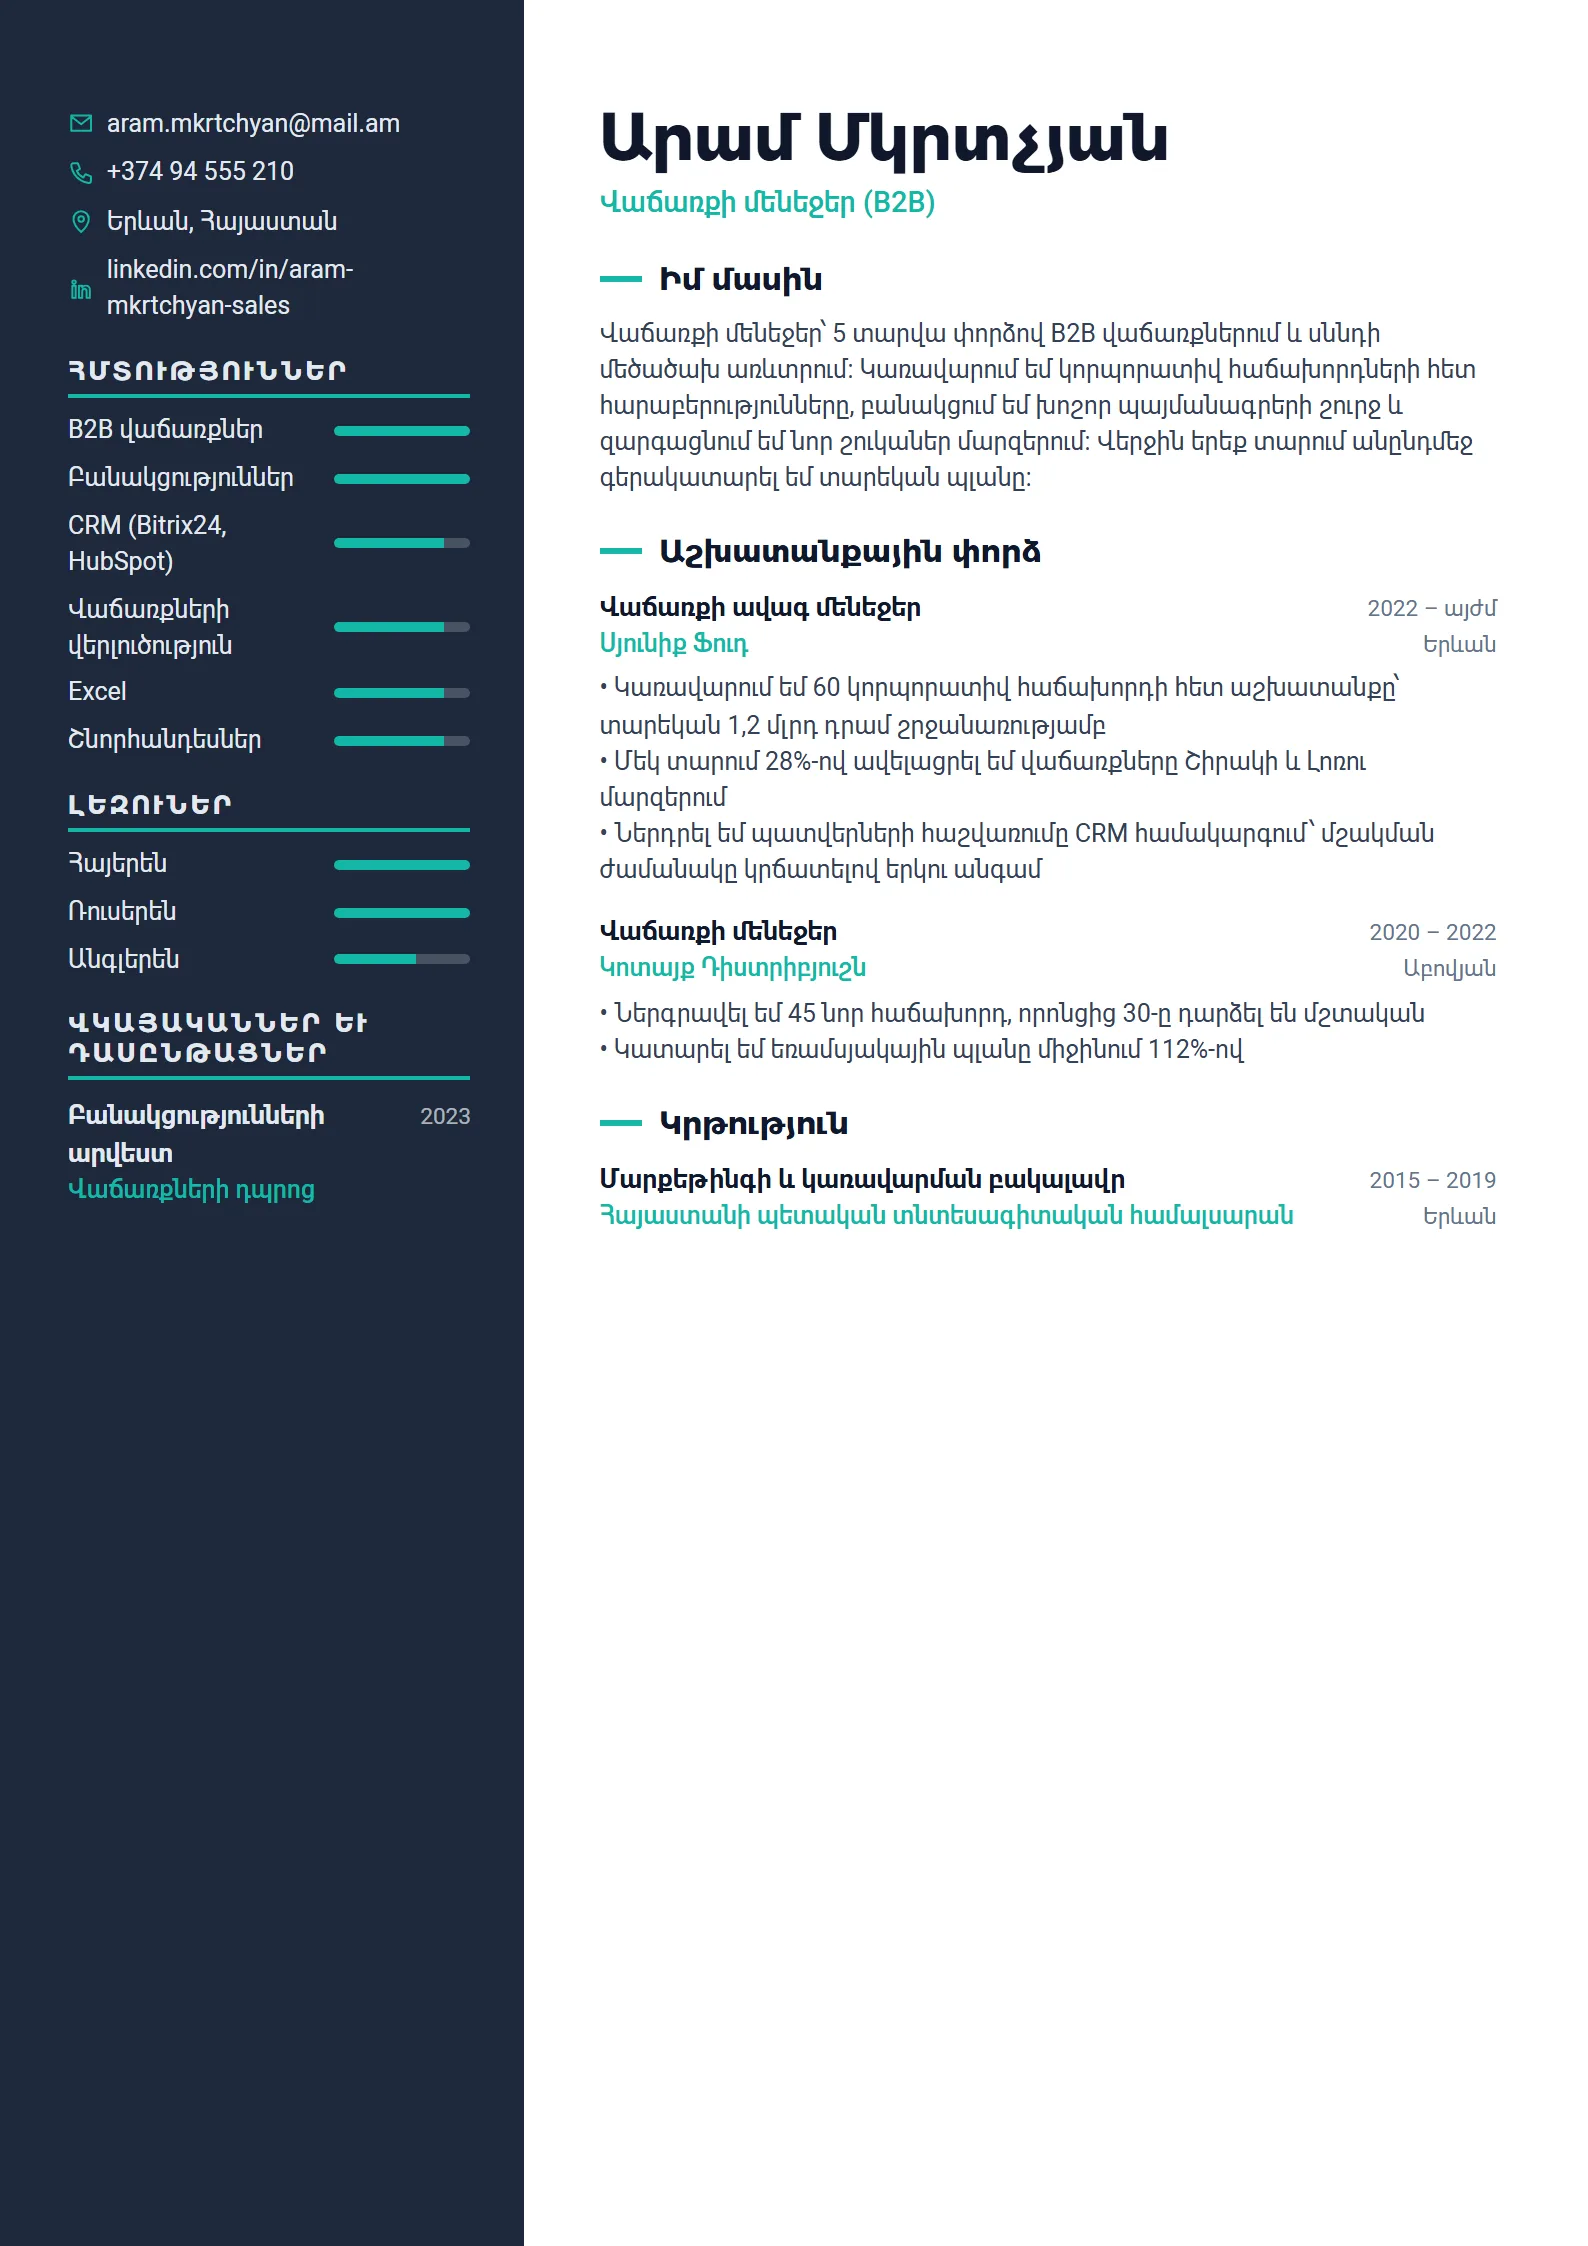 aram.mkrtchyan@mail.am
+374 94 555 210
Երևան, Հայաստան
linkedin.com/in/aram-
mkrtchyan-sales
ՀՄՏՈՒԹՅՈՒՆՆԵՐ
B2B վաճառքներ
Բանակցություններ
CRM (Bitrix24,
HubSpot)
Վաճառքների
վերլուծություն
Excel
Շնորհանդեսներ
ԼԵԶՈՒՆԵՐ
Հայերեն
Ռուսերեն
Անգլերեն
ՎԿԱՅԱԿԱՆՆԵՐ ԵՒ
ԴԱՍԸՆԹԱՑՆԵՐ
Բանակցությունների 2023
արվեստ
Վաճառքների դպրոց
Արամ Մկրտչյան
Վաճառքի մենեջեր (B2B)
Իմ մասին
Վաճառքի մենեջեր՝ 5 տարվա փորձով B2B վաճառքներում և սննդի
մեծածախ առևտրում: Կառավարում եմ կորպորատիվ հաճախորդների հետ
հարաբերությունները, բանակցում եմ խոշոր պայմանագրերի շուրջ և
զարգացնում եմ նոր շուկաներ մարզերում: Վերջին երեք տարում անընդմեջ
գերակատարել եմ տարեկան պլանը:
Աշխատանքային փորձ
Վաճառքի ավագ մենեջեր 2022 – այժմ
Սյունիք Ֆուդ Երևան
• Կառավարում եմ 60 կորպորատիվ հաճախորդի հետ աշխատանքը՝
տարեկան 1,2 մլրդ դրամ շրջանառությամբ
• Մեկ տարում 28%-ով ավելացրել եմ վաճառքները Շիրակի և Լոռու
մարզերում
• Ներդրել եմ պատվերների հաշվառումը CRM համակարգում՝ մշակման
ժամանակը կրճատելով երկու անգամ
Վաճառքի մենեջեր 2020 – 2022
Կոտայք Դիստրիբյուշն Աբովյան
• Ներգրավել եմ 45 նոր հաճախորդ, որոնցից 30-ը դարձել են մշտական
• Կատարել եմ եռամսյակային պլանը միջինում 112%-ով
Կրթություն
Մարքեթինգի և կառավարման բակալավր 2015 – 2019
Հայաստանի պետական տնտեսագիտական համալսարան Երևան